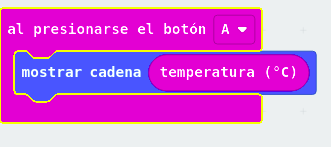 al presionarse el botón A
mostrar cadena temperatura (°C)